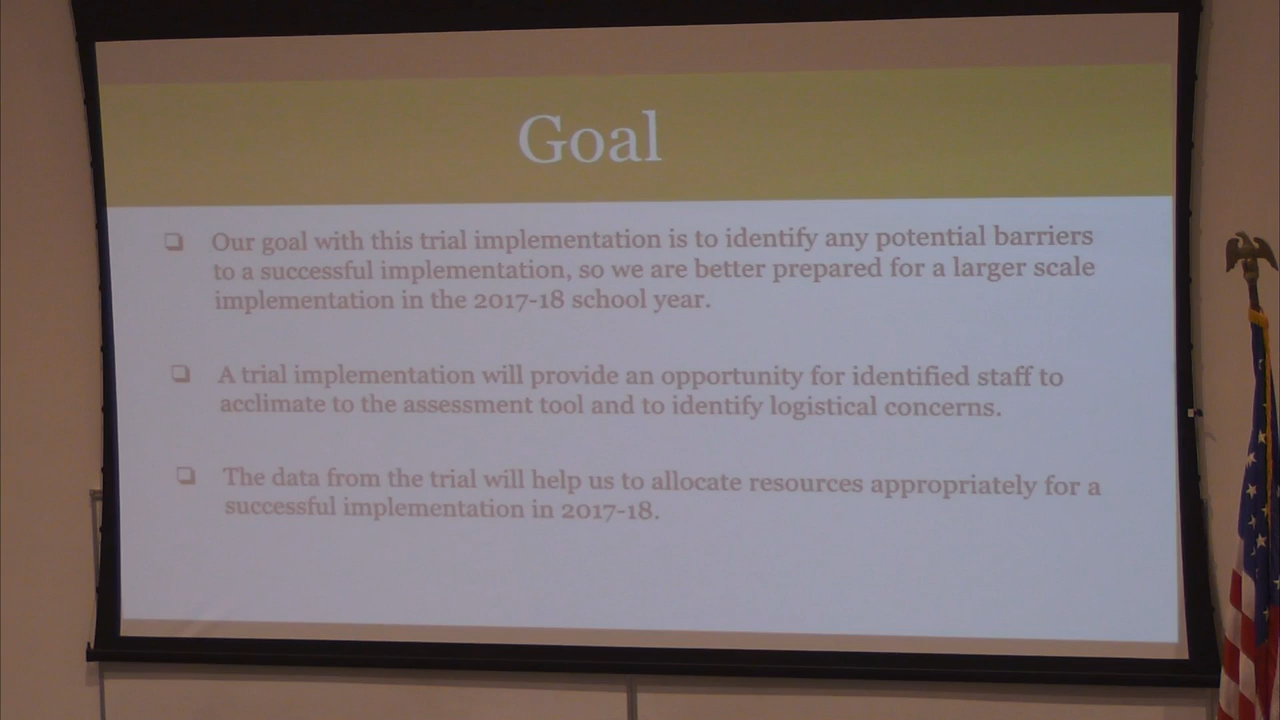 Goal
❑ Our goal with this trial implementation is to identify any potential barriers
to a successful implementation, so we are better prepared for a larger scale
implementation in the 2017-18 school year.
❑ A trial implementation will provide an opportunity for identified staff to
acclimate to the assessment tool and to identify logistical concerns.
❑ The data from the trial will help us to allocate resources appropriately for a
successful implementation in 2017-18.